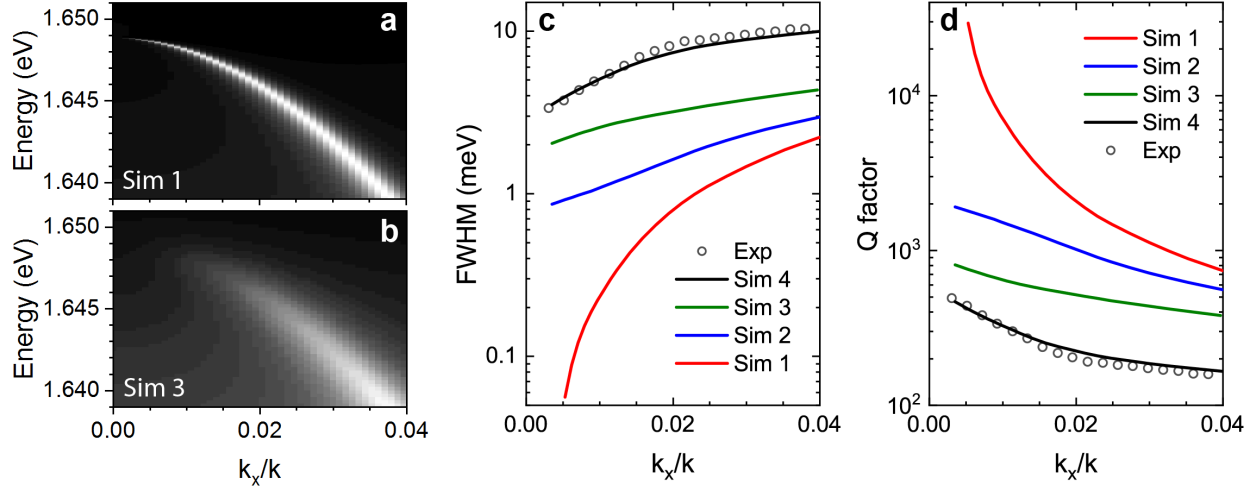 a
1.650
1.645
1.640
Energy (eV)
Sim 1
b
1.650
1.645
1.640
Energy (eV)
Sim 3
0.00
0.02
0.04
kx/k
c
10
1
0.1
FWHM (meV)
Exp
Sim 4
Sim 3
Sim 2
Sim 1
0.00
0.02
0.04
kx/k
d
10^4
10^3
10^2
Q factor
Sim 1
Sim 2
Sim 3
Sim 4
Exp
0.00
0.02
0.04
kx/k